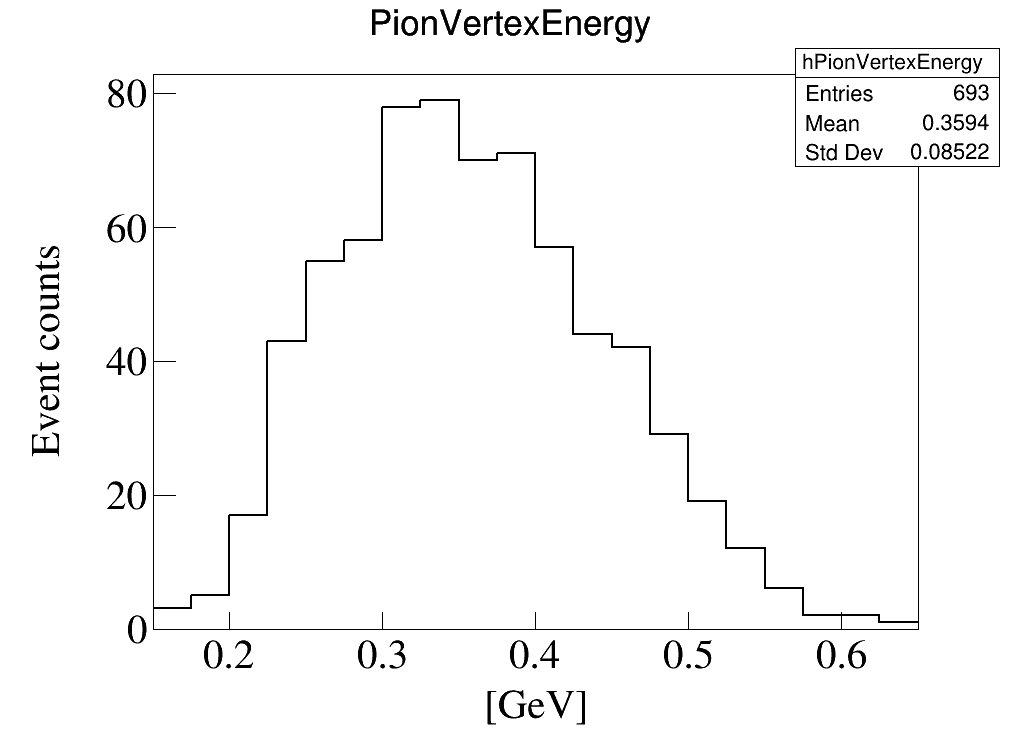 PionVertexEnergy
hPionVertexEnergy
Entries 693
Mean 0.3594
Std Dev 0.08522
Event counts
80
60
40
20
0
0.2 0.3 0.4 0.5 0.6
[GeV]